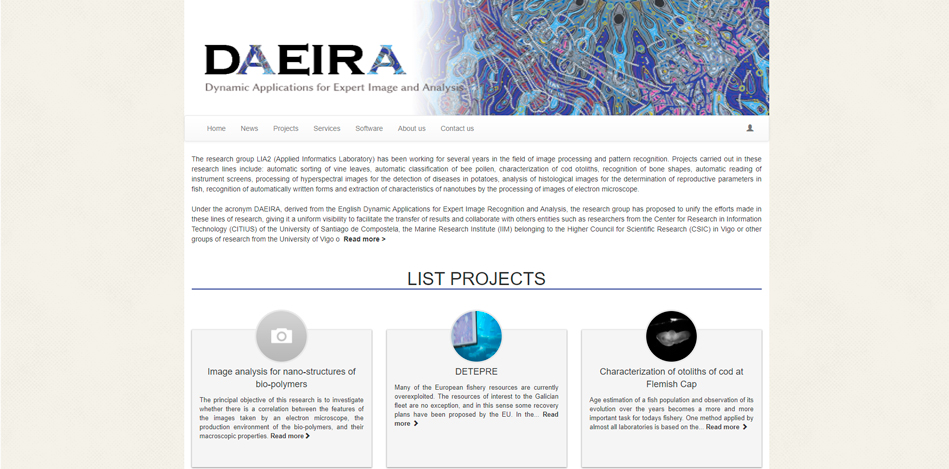 DAEIRA
Dynamic Applications for Expert Image and Analysis
Home News Projects Services Software About us Contact us
The research group LIA2 (Applied Informatics Laboratory) has been working for several years in the field of image processing and pattern recognition. Projects carried out in these
research lines include: automatic sorting of vine leaves, automatic classification of bee pollen, characterization of cod otoliths, recognition of bone shapes, automatic reading of
instrument screens, processing of hyperspectral images for the detection of diseases in potatoes, analysis of histological images for the determination of reproductive parameters in
fish, recognition of automatically written forms and extraction of characteristics of nanotubes by the processing of images of electron microscope.
Under the acronym DAEIRA, derived from the English Dynamic Applications for Expert Image Recognition and Analysis, the research group has proposed to unify the efforts made in
these lines of research, giving it a uniform visibility to facilitate the transfer of results and collaborate with others entities such as researchers from the Center for Research in Information
Technology (CITIUS) of the University of Santiago de Compostela, the Marine Research Institute (IIM) belonging to the Higher Council for Scientific Research (CSIC) in Vigo or other
groups of research from the University of Vigo o Read more >
LIST PROJECTS
Image analysis for nano-structures of
bio-polymers
The principal objective of this research is to investigate
whether there is a correlation between the features of
the images taken by an electron microscope, the
production environment of the bio-polymers, and their
macroscopic properties. Read more
DETEPRE
Many of the European fishery resources are currently
overexploited. The resources of interest to the Galician
fleet are no exception, and in this sense some recovery
plans have been proposed by the EU. In the... Read
more
Characterization of otoliths of cod at
Flemish Cap
Age estimation of a fish population and observation of its
evolution over the years becomes a more and more
important task for todays fishery. One method applied by
almost all laboratories is based on the... Read more